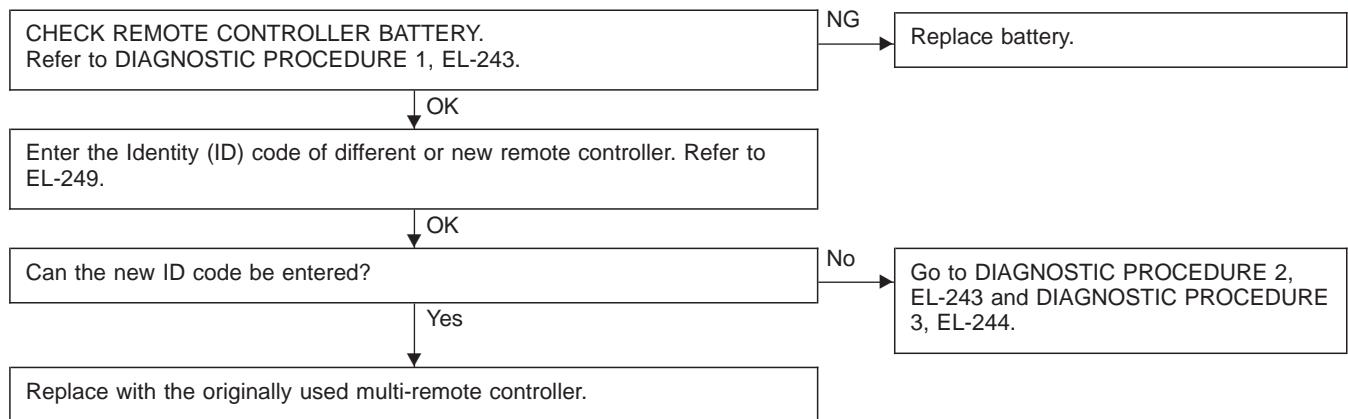 CHECK REMOTE CONTROLLER BATTERY.
Refer to DIAGNOSTIC PROCEDURE 1, EL-243.
NG
Replace battery.
OK
Enter the Identity (ID) code of different or new remote controller. Refer to
EL-249.
OK
Can the new ID code be entered?
No
Go to DIAGNOSTIC PROCEDURE 2,
EL-243 and DIAGNOSTIC PROCEDURE
3, EL-244.
Yes
Replace with the originally used multi-remote controller.